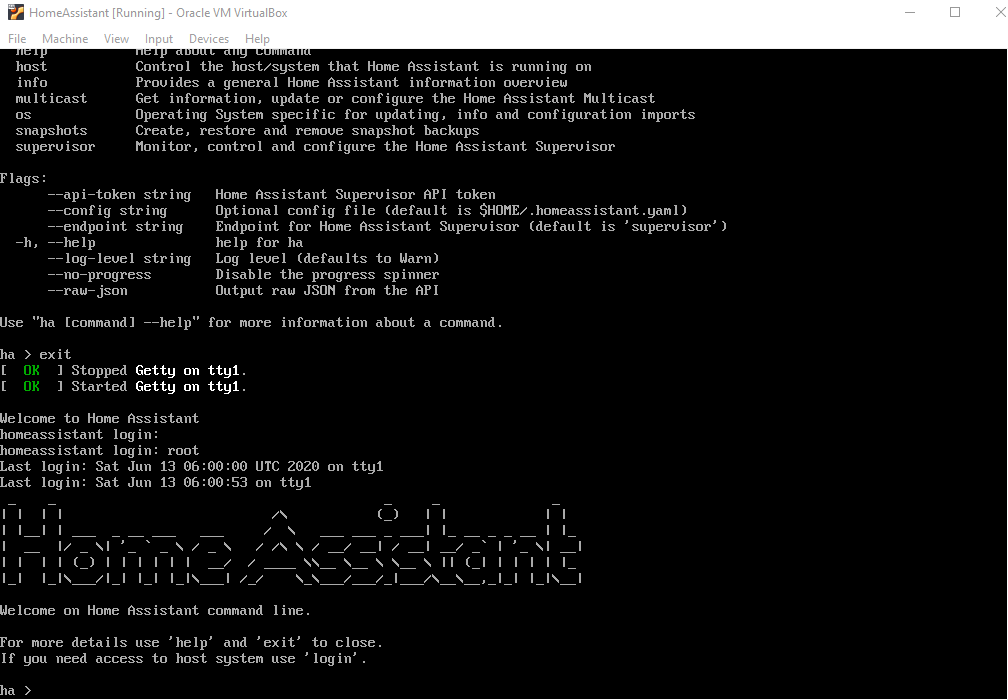 HomeAssistant [Running] - Oracle VM VirtualBox
File Machine View Input Devices Help
help Help about any command
host Control the host/system that Home Assistant is running on
info Provides a general Home Assistant information overview
multicast Get information, update or configure the Home Assistant Multicast
os Operating System specific for updating, info and configuration imports
snapshots Create, restore and remove snapshot backups
supervisor Monitor, control and configure the Home Assistant Supervisor
Flags:
--api-token string Home Assistant Supervisor API token
--config string Optional config file (default is $HOME/.homeassistant.yaml)
--endpoint string Endpoint for Home Assistant Supervisor (default is 'supervisor')
-h, --help help for ha
--log-level string Log level (defaults to Warn)
--no-progress Disable the progress spinner
--raw-json Output raw JSON from the API
Use "ha [command] --help" for more information about a command.
ha > exit
[ OK ] Stopped Getty on tty1.
[ OK ] Started Getty on tty1.
Welcome to Home Assistant
homeassistant login:
homeassistant login: root
Last login: Sat Jun 13 06:00:00 UTC 2020 on tty1
Last login: Sat Jun 13 06:00:53 on tty1
Home Assistant
Welcome on Home Assistant command line.
For more details use 'help' and 'exit' to close.
If you need access to host system use 'login'.
ha >